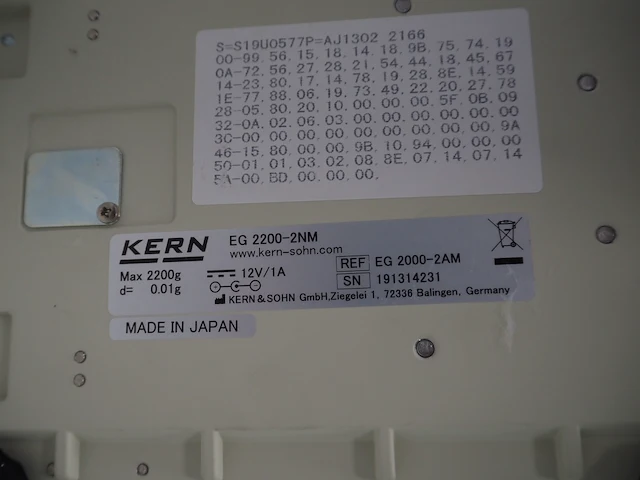 S=S19U0577P=AJ1302 2166
00-99. 56. 15. 18. 14. 18. 9B. 75. 74. 19
0A-72. 56. 27. 28. 21. 54. 44. 18. 45. 67
14-23. 80. 17. 14. 78. 19. 28. 8E. 14. 59
1E-77. 88. 06. 19. 73. 49. 22. 20. 27. 78
28-05. 80. 20. 10. 00. 00. 00. 5F. 0B. 09
32-0A. 02. 06. 03. 00. 00. 00. 00. 00. 00
3C-00. 00. 00. 00. 00. 00. 00. 00. 00. 9A
46-15. 80. 00. 00. 9B. 10. 94. 00. 00. 00
50-01. 01. 03. 02. 08. 8E. 07. 14. 07. 14
5A-00. BD. 00. 00. 00.
KERN EG 2200-2NM
www.kern-sohn.com
Max 2200g 12V/1A REF EG 2000-2AM
d= 0.01g SN 191314231
KERN & SOHN GmbH, Ziegelei 1, 72336 Balingen, Germany
MADE IN JAPAN